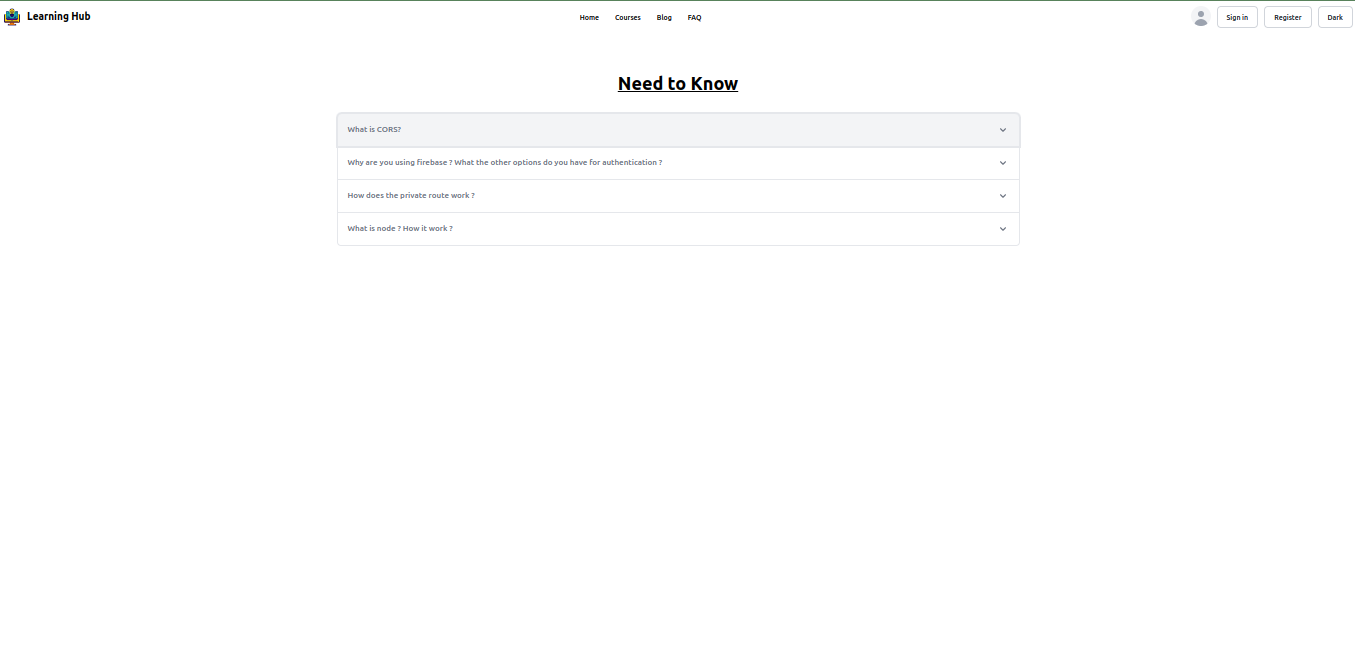 Learning Hub
Home Courses Blog FAQ
Sign in Register Dark
Need to Know
What is CORS?
Why are you using firebase ? What the other options do you have for authentication ?
How does the private route work ?
What is node ? How it work ?